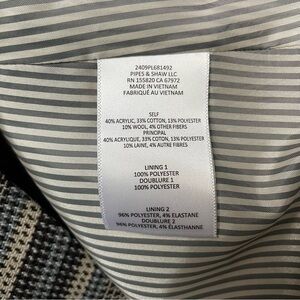 2409PL681492
PIPES & SHAW LLC
RN 155820 CA 67972
MADE IN VIETNAM
FABRIQUÉ AU VIETNAM
SELF
40% ACRYLIC, 33% COTTON, 13% POLYESTER
10% WOOL, 4% OTHER FIBERS
PRINCIPAL
40% ACRYLIQUE, 33% COTON, 13% POLYESTER
10% LAINE, 4% AUTRE FIBRES
LINING 1
100% POLYESTER
DOUBLURE 1
100% POLYESTER
LINING 2
96% POLYESTER, 4% ELASTANE
DOUBLURE 2
96% POLYESTER, 4% ÉLASTHANNE